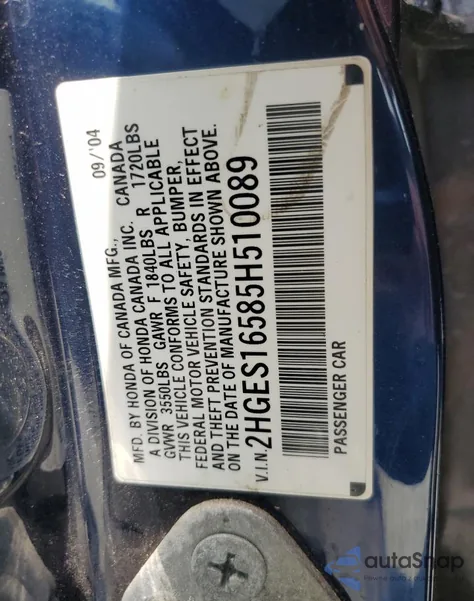 09/'04
MFD. BY HONDA OF CANADA MFG., CANADA
A DIVISION OF HONDA CANADA INC.
GVWR 3550LBS GAWR F 1840LBS R 1720LBS
THIS VEHICLE CONFORMS TO ALL APPLICABLE
FEDERAL MOTOR VEHICLE SAFETY, BUMPER,
AND THEFT PREVENTION STANDARDS IN EFFECT
ON THE DATE OF MANUFACTURE SHOWN ABOVE.
V.I.N. 2HGES16585H510089
PASSENGER CAR
autoSnap